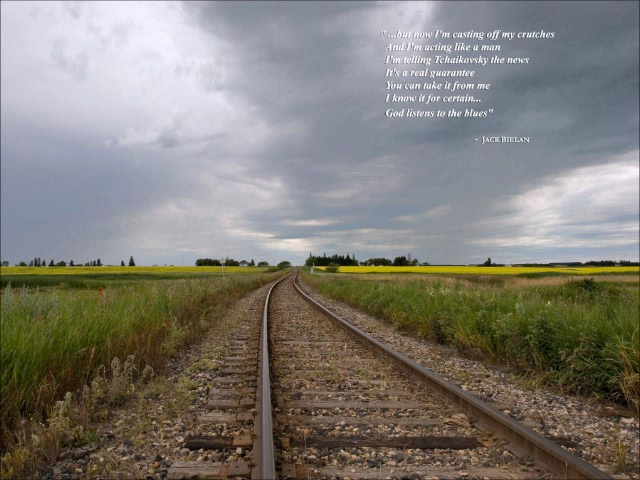 " ...but now I'm casting off my crutches
And I'm acting like a man
I'm telling Tchaikovsky the news
It's a real guarantee
You can take it from me
I know it for certain...
God listens to the blues"
~ JACK BIELAN